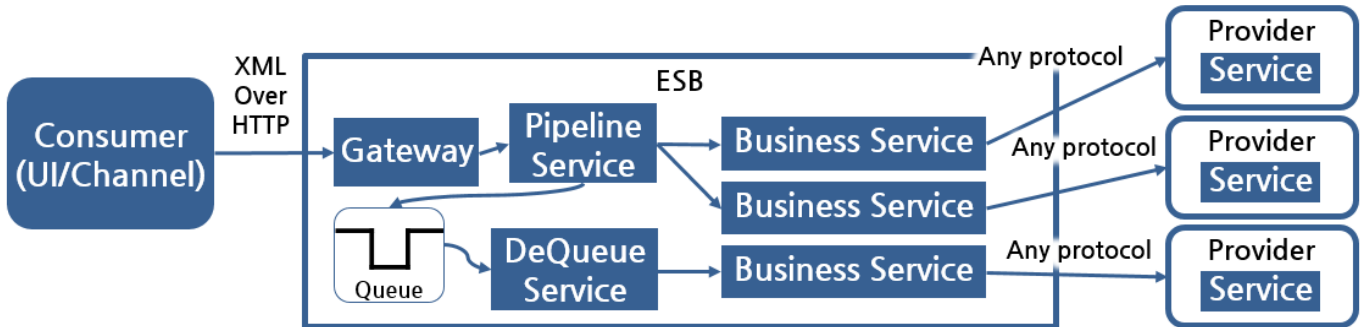 Consumer
(UI/Channel)
XML
Over
HTTP
ESB
Gateway
Pipeline
Service
Queue
DeQueue
Service
Business Service
Business Service
Business Service
Any protocol
Any protocol
Any protocol
Provider
Service
Provider
Service
Provider
Service